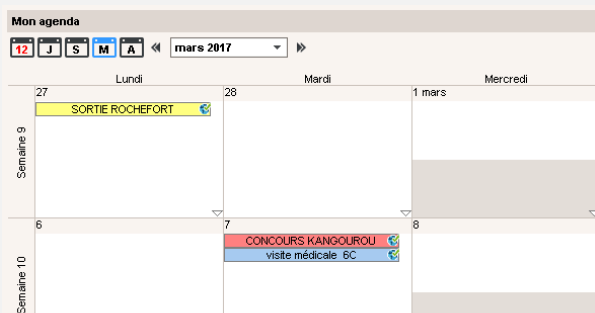 Mon agenda
12 J S M A mars 2017
Lundi Mardi Mercredi
Semaine 9
27 28 1 mars
SORTIE ROCHEFORT
Semaine 10
6 7 8
CONCOURS KANGOUROU
visite médicale 6C